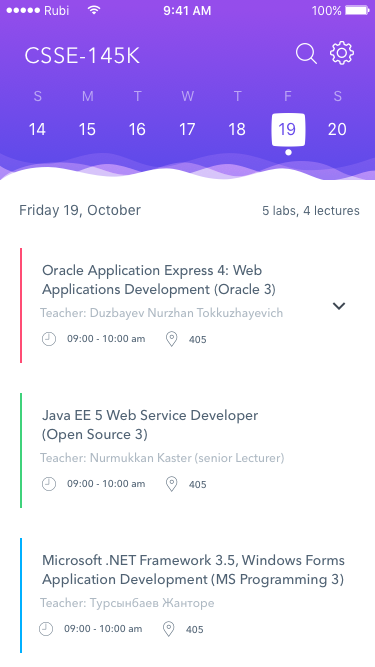 Rubi 9:41 AM 100%
CSSE-145K
S M T W T F S
14 15 16 17 18 19 20
Friday 19, October 5 labs, 4 lectures
Oracle Application Express 4: Web
Applications Development (Oracle 3)
Teacher: Duzbayev Nurzhan Tokkuzhayevich
09:00 - 10:00 am 405
Java EE 5 Web Service Developer
(Open Source 3)
Teacher: Nurmukkan Kaster (senior Lecturer)
09:00 - 10:00 am 405
Microsoft .NET Framework 3.5, Windows Forms
Application Development (MS Programming 3)
Teacher: Турсынбаев Жанторе
09:00 - 10:00 am 405